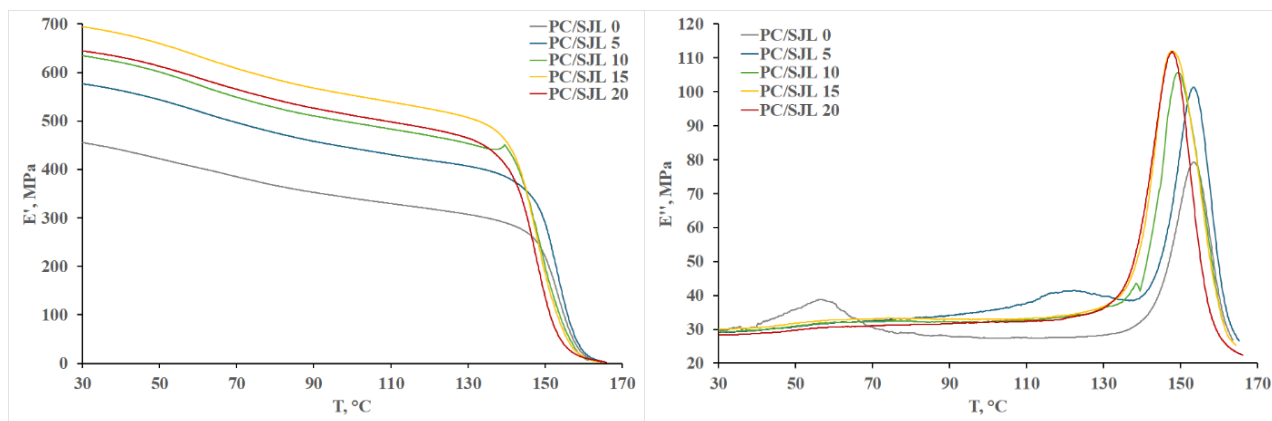 700
600
500
400
300
200
100
0
E', MPa
30 50 70 90 110 130 150 170
T, °C
PC/SJL 0
PC/SJL 5
PC/SJL 10
PC/SJL 15
PC/SJL 20
120
110
100
90
80
70
60
50
40
30
20
E'', MPa
30 50 70 90 110 130 150 170
T, °C
PC/SJL 0
PC/SJL 5
PC/SJL 10
PC/SJL 15
PC/SJL 20